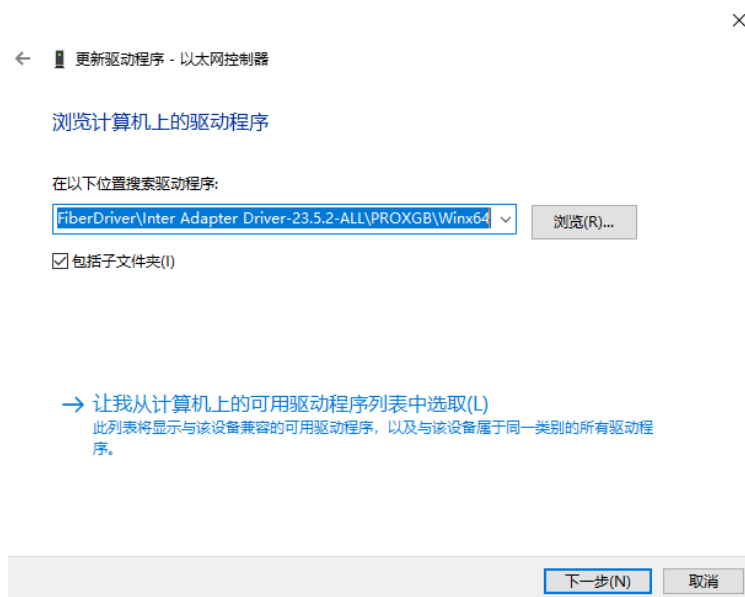 更新驱动程序 - 以太网控制器
浏览计算机上的驱动程序
在以下位置搜索驱动程序:
FiberDriver\Inter Adapter Driver-23.5.2-ALL\PROXGB\Winx64
浏览(R)...
包括子文件夹(I)
让我从计算机上的可用驱动程序列表中选取(L)
此列表将显示与该设备兼容的可用驱动程序，以及与该设备属于同一类别的所有驱动程
序。
下一步(N)
取消